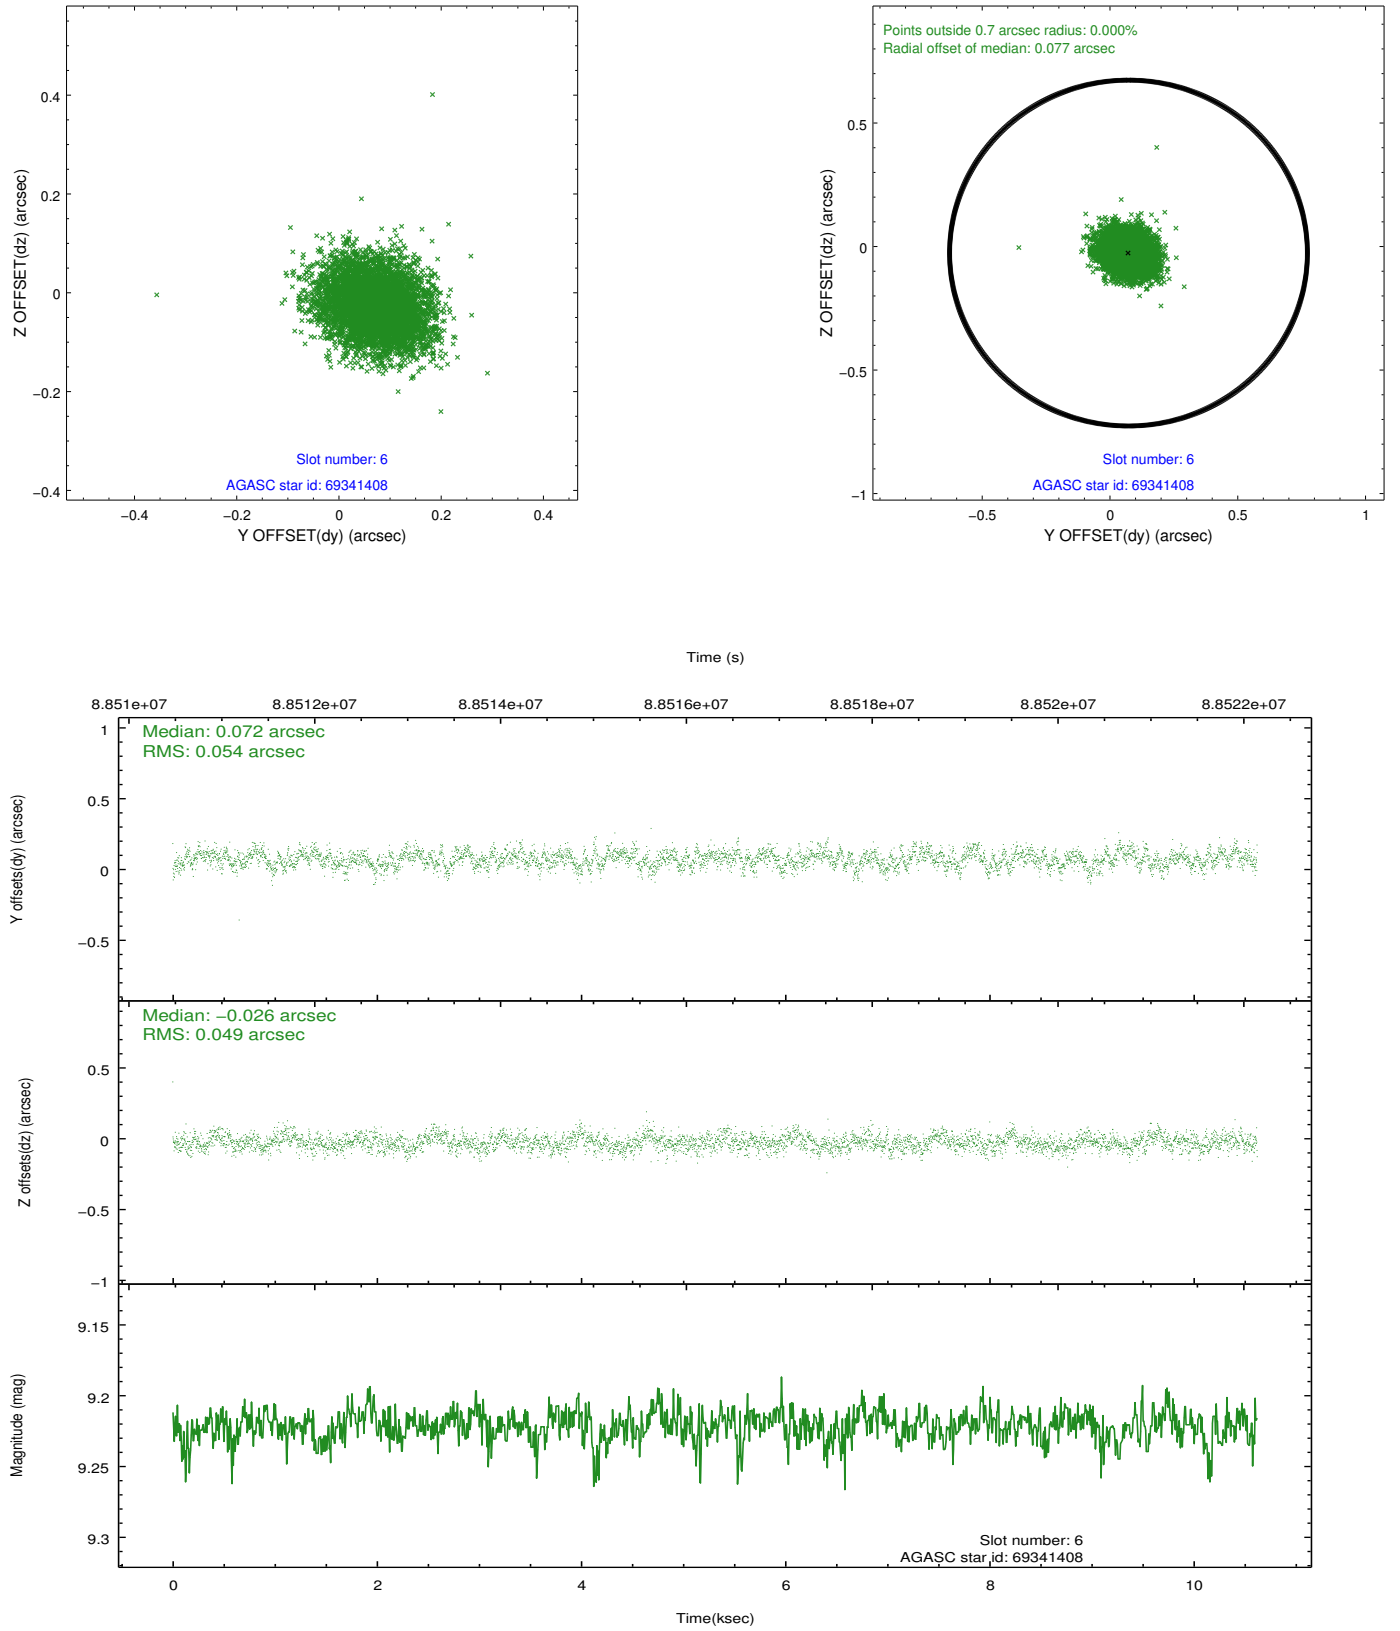 0.4
0.2
0
−0.2
−0.4
Z OFFSET(dz) (arcsec)
Slot number: 6
AGASC star id: 69341408
−0.4 −0.2 0 0.2 0.4
Y OFFSET(dy) (arcsec)
Points outside 0.7 arcsec radius: 0.000%
Radial offset of median: 0.077 arcsec
0.5
0
−0.5
−1
Z OFFSET(dz) (arcsec)
Slot number: 6
AGASC star id: 69341408
−0.5 0 0.5 1
Y OFFSET(dy) (arcsec)
Time (s)
8.851e+07 8.8512e+07 8.8514e+07 8.8516e+07 8.8518e+07 8.852e+07 8.8522e+07
Median: 0.072 arcsec
RMS: 0.054 arcsec
1
0.5
0
−0.5
Y offsets(dy) (arcsec)
Median: −0.026 arcsec
RMS: 0.049 arcsec
0.5
0
−0.5
−1
Z offsets(dz) (arcsec)
9.15
9.2
9.25
9.3
Magnitude (mag)
Slot number: 6
AGASC star id: 69341408
0 2 4 6 8 10
Time(ksec)